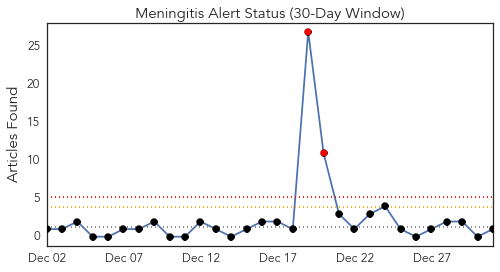 Meningitis Alert Status (30-Day Window)
Articles Found
25
20
15
10
5
0
Dec 02 Dec 07 Dec 12 Dec 17 Dec 22 Dec 27